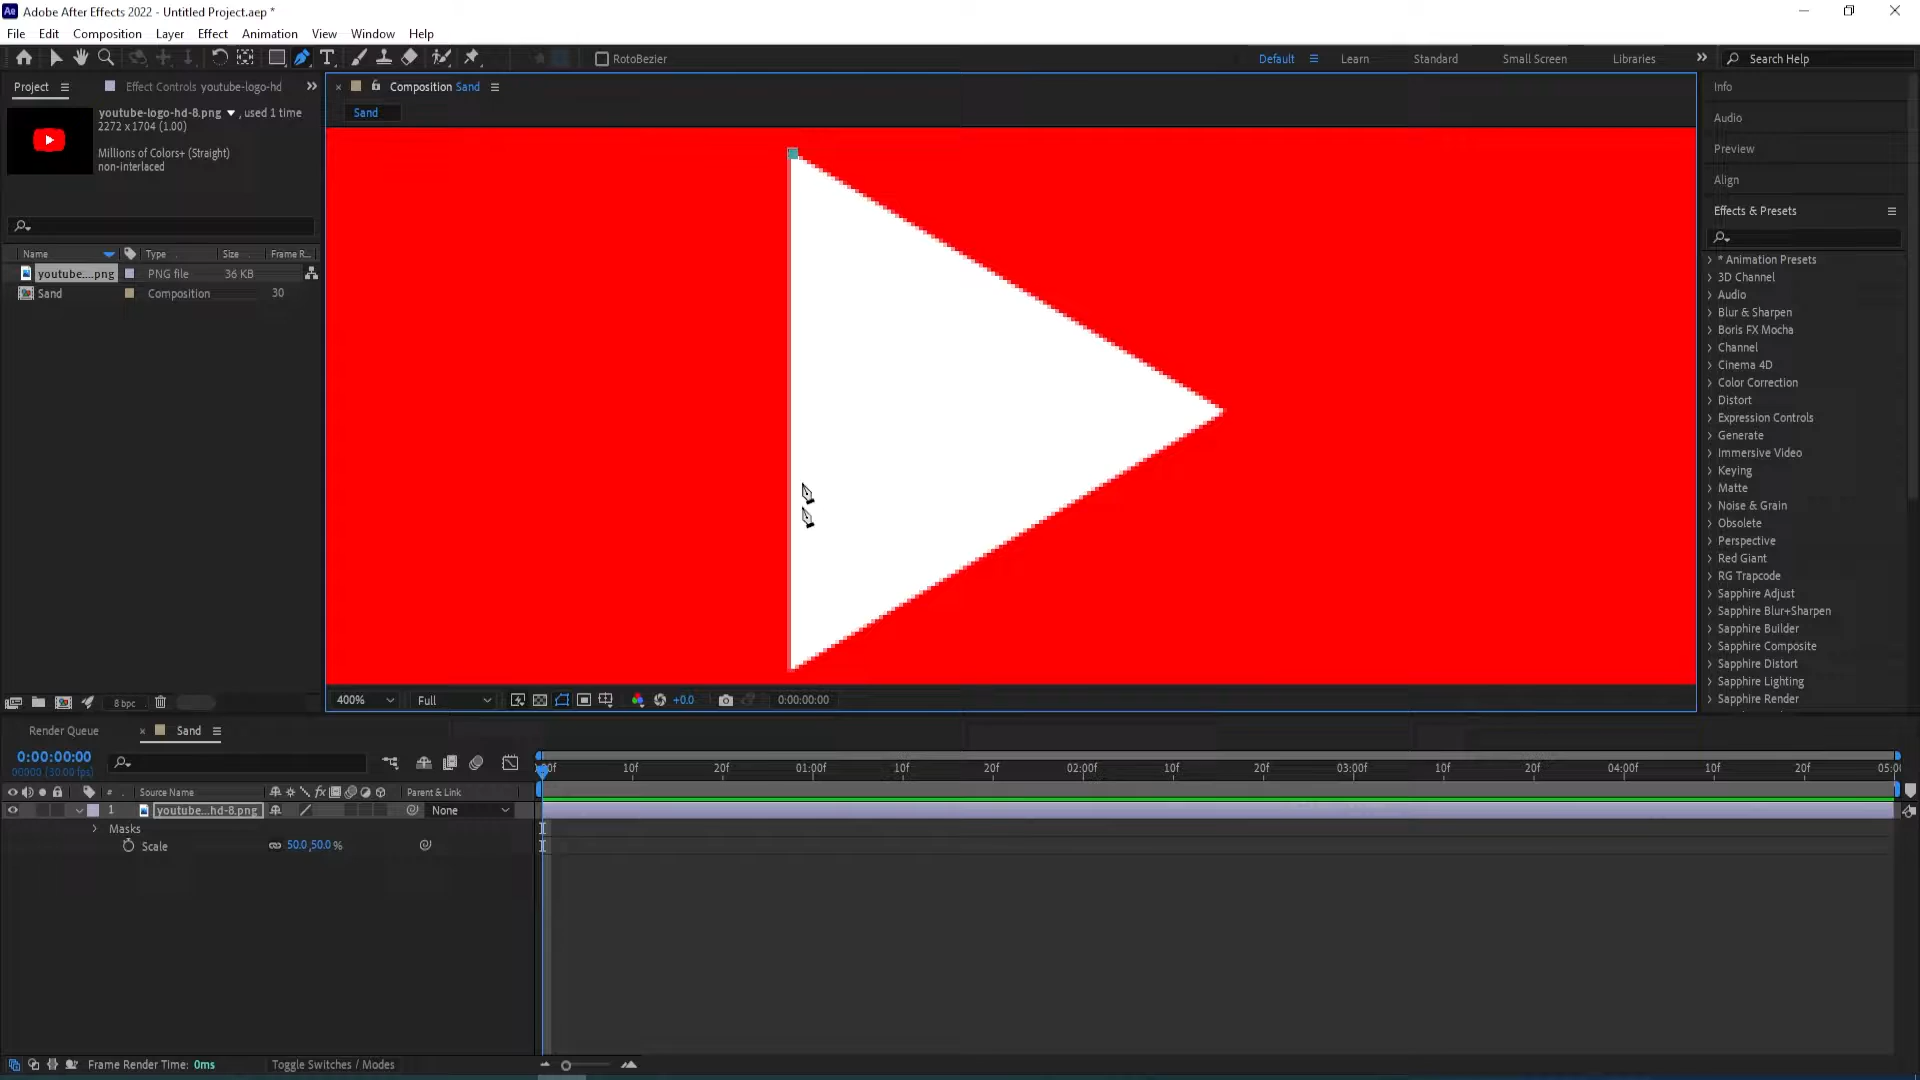 Adobe After Effects 2022 - Untitled Project.aep *
File Edit Composition Layer Effect Animation View Window Help
RotoBezier
Default Learn Standard Small Screen Libraries Search Help
Project Effect Controls youtube-logo-hd
Composition Sand
Sand
youtube-logo-hd-8.png , used 1 time
2272 x 1704 (1.00)
Millions of Colors+ (Straight)
non-interlaced
Name Type Size Frame R...
youtube....png PNG file 36 KB
Sand Composition 30
8 bpc
400% Full +0.0 0:00:00:00
Info
Audio
Preview
Align
Effects & Presets
* Animation Presets
3D Channel
Audio
Blur & Sharpen
Boris FX Mocha
Channel
Cinema 4D
Color Correction
Distort
Expression Controls
Generate
Immersive Video
Keying
Matte
Noise & Grain
Obsolete
Perspective
Red Giant
RG Trapcode
Sapphire Adjust
Sapphire Blur+Sharpen
Sapphire Builder
Sapphire Composite
Sapphire Distort
Sapphire Lighting
Sapphire Render
Render Queue Sand
0:00:00:00
00000 (30.00 fps)
10f 20f 01:00f 10f 20f 02:00f 10f 20f 03:00f 10f 20f 04:00f 10f 20f
# Source Name fx Parent & Link
1 youtube...hd-8.png None
Masks
Scale 50.0,50.0 %
Frame Render Time: 0ms Toggle Switches / Modes